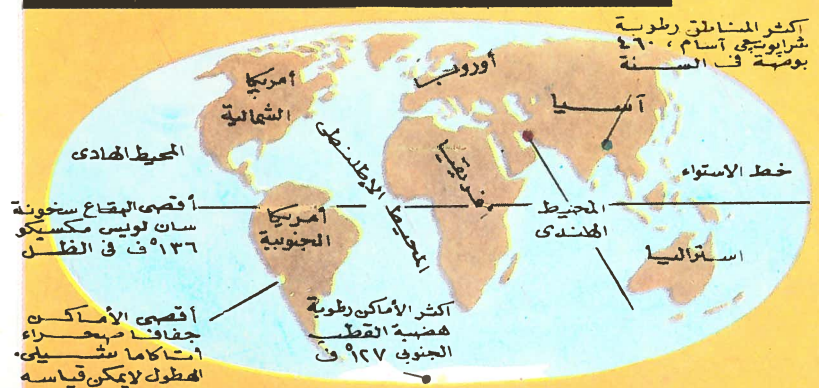 اكثر المناطق رطوبة
شرابونجى آسام ، ٤٦٠
بوصة فى السنة
أوروبا
أمريكا
الشمالية
آسيا
المحيط الهادى
المحيط الأطلنطى
أفريقيا
خط الاستواء
أقصى البقاع سخونة
سان لويس مكسيكو
١٣٦°ف فى الظل
أمريكا
الجنوبية
المحيط
الهندى
استراليا
أقصى الأماكن
جفافا صحراء
أتاكاما شيلى.
الهطول لايمكن قياسه
اكثر الأماكن رطوبة
هضبة القطب
الجنوبى ١٢٧°ف